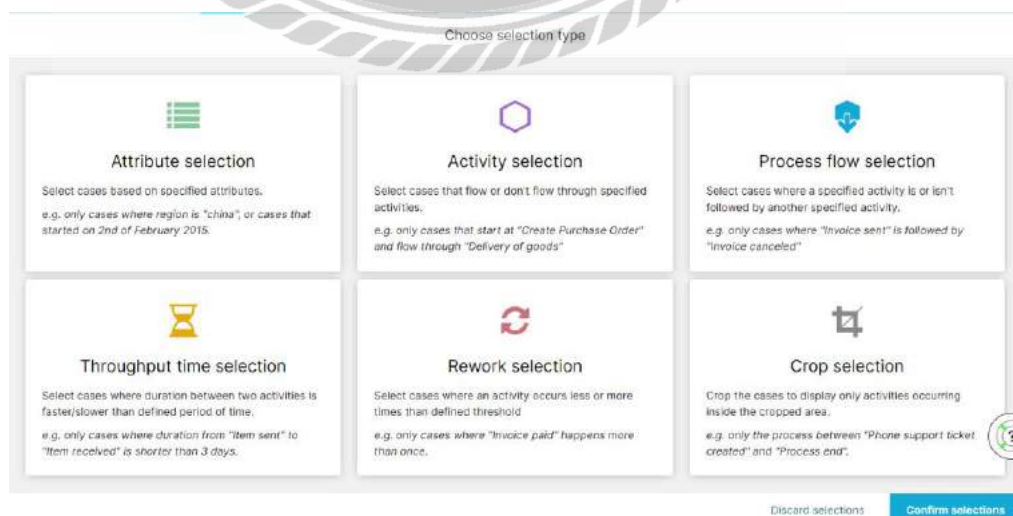 Choose selection type
Attribute selection
Select cases based on specified attributes.
e.g. only cases where region is "china", or cases that
started on 2nd of February 2015.
Activity selection
Select cases that flow or don't flow through specified
activities.
e.g. only cases that start at "Create Purchase Order"
and flow through "Delivery of goods"
Process flow selection
Select cases where a specified activity is or isn't
followed by another specified activity.
e.g. only cases where "Invoice sent" is followed by
"Invoice canceled"
Throughput time selection
Select cases where duration between two activities is
faster/slower than defined period of time.
e.g. only cases where duration from "Item sent" to
"Item received" is shorter than 3 days.
Rework selection
Select cases where an activity occurs less or more
times than defined threshold
e.g. only cases where "Invoice paid" happens more
than once.
Crop selection
Crop the cases to display only activities occurring
inside the cropped area.
e.g. only the process between "Phone support ticket
created" and "Process end".
?
Discard selections
Confirm selections